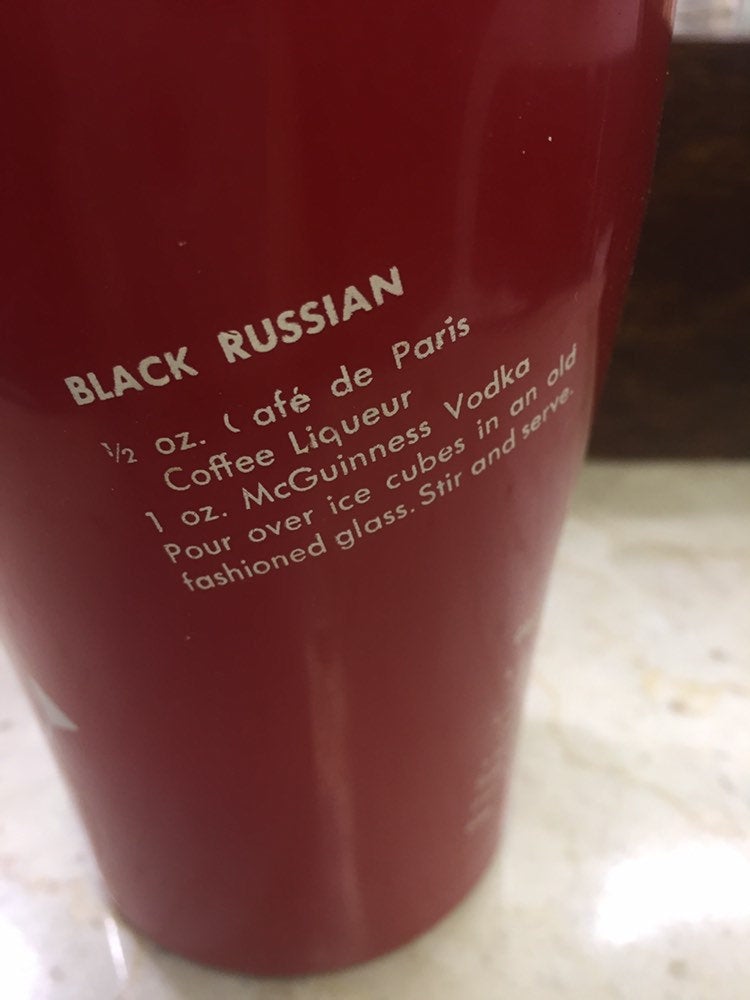 BLACK RUSSIAN
½ oz. Café de Paris
Coffee Liqueur
1 oz. McGuinness Vodka
Pour over ice cubes in an old
fashioned glass. Stir and serve.